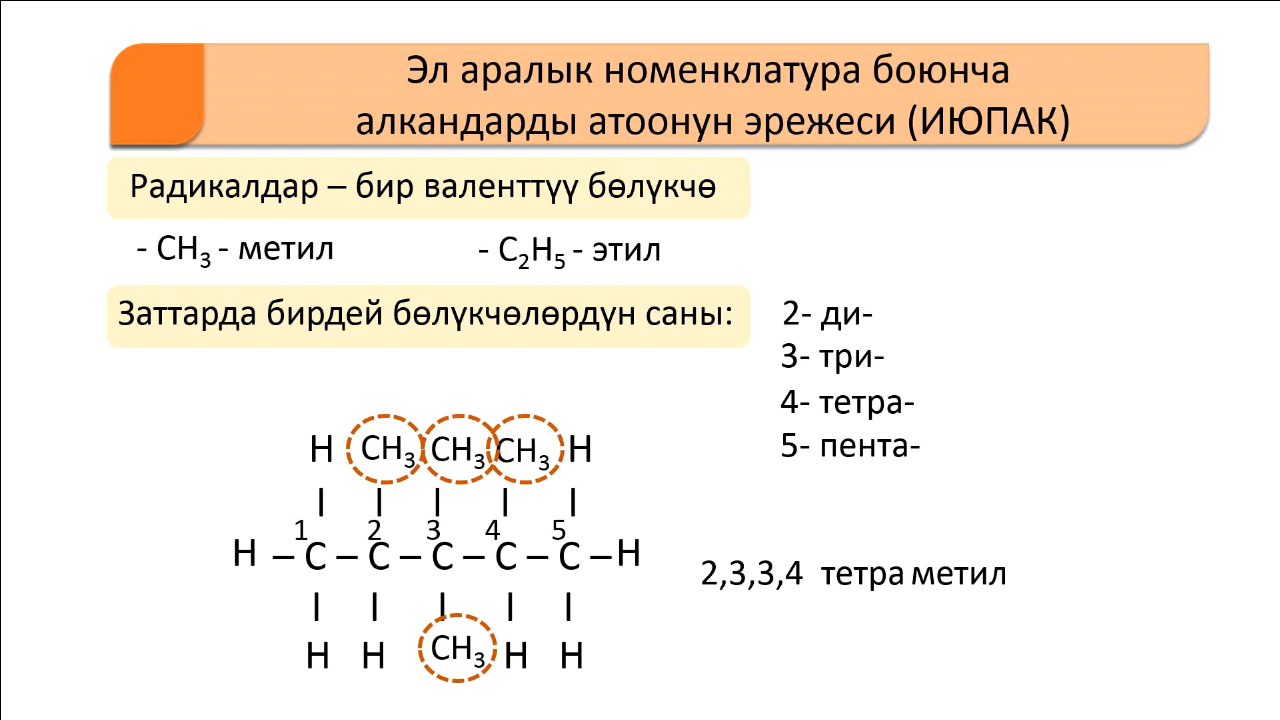 Эл аралык номенклатура боюнча
алкандарды атоонун эрежеси (ИЮПАК)
Радикалдар – бир валенттүү бөлүкчө
- CH₃ - метил - C₂H₅ - этил
Заттарда бирдей бөлүкчөлөрдүн саны:
2- ди-
3- три-
4- тетра-
5- пента-
H CH₃ CH₃ CH₃ H
| | | | |
1 2 3 4 5
H – C – C – C – C – C – H
| | | | |
H H CH₃ H H
2,3,3,4 тетра метил